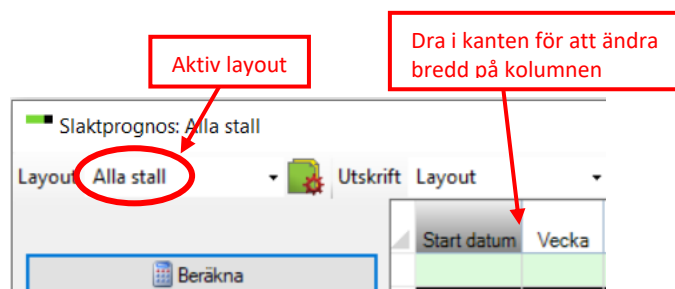 Aktiv layout
Dra i kanten för att ändra
bredd på kolumnen
Slaktprognos: Alla stall
Layout Alla stall Utskrift Layout
Start datum Vecka
Beräkna